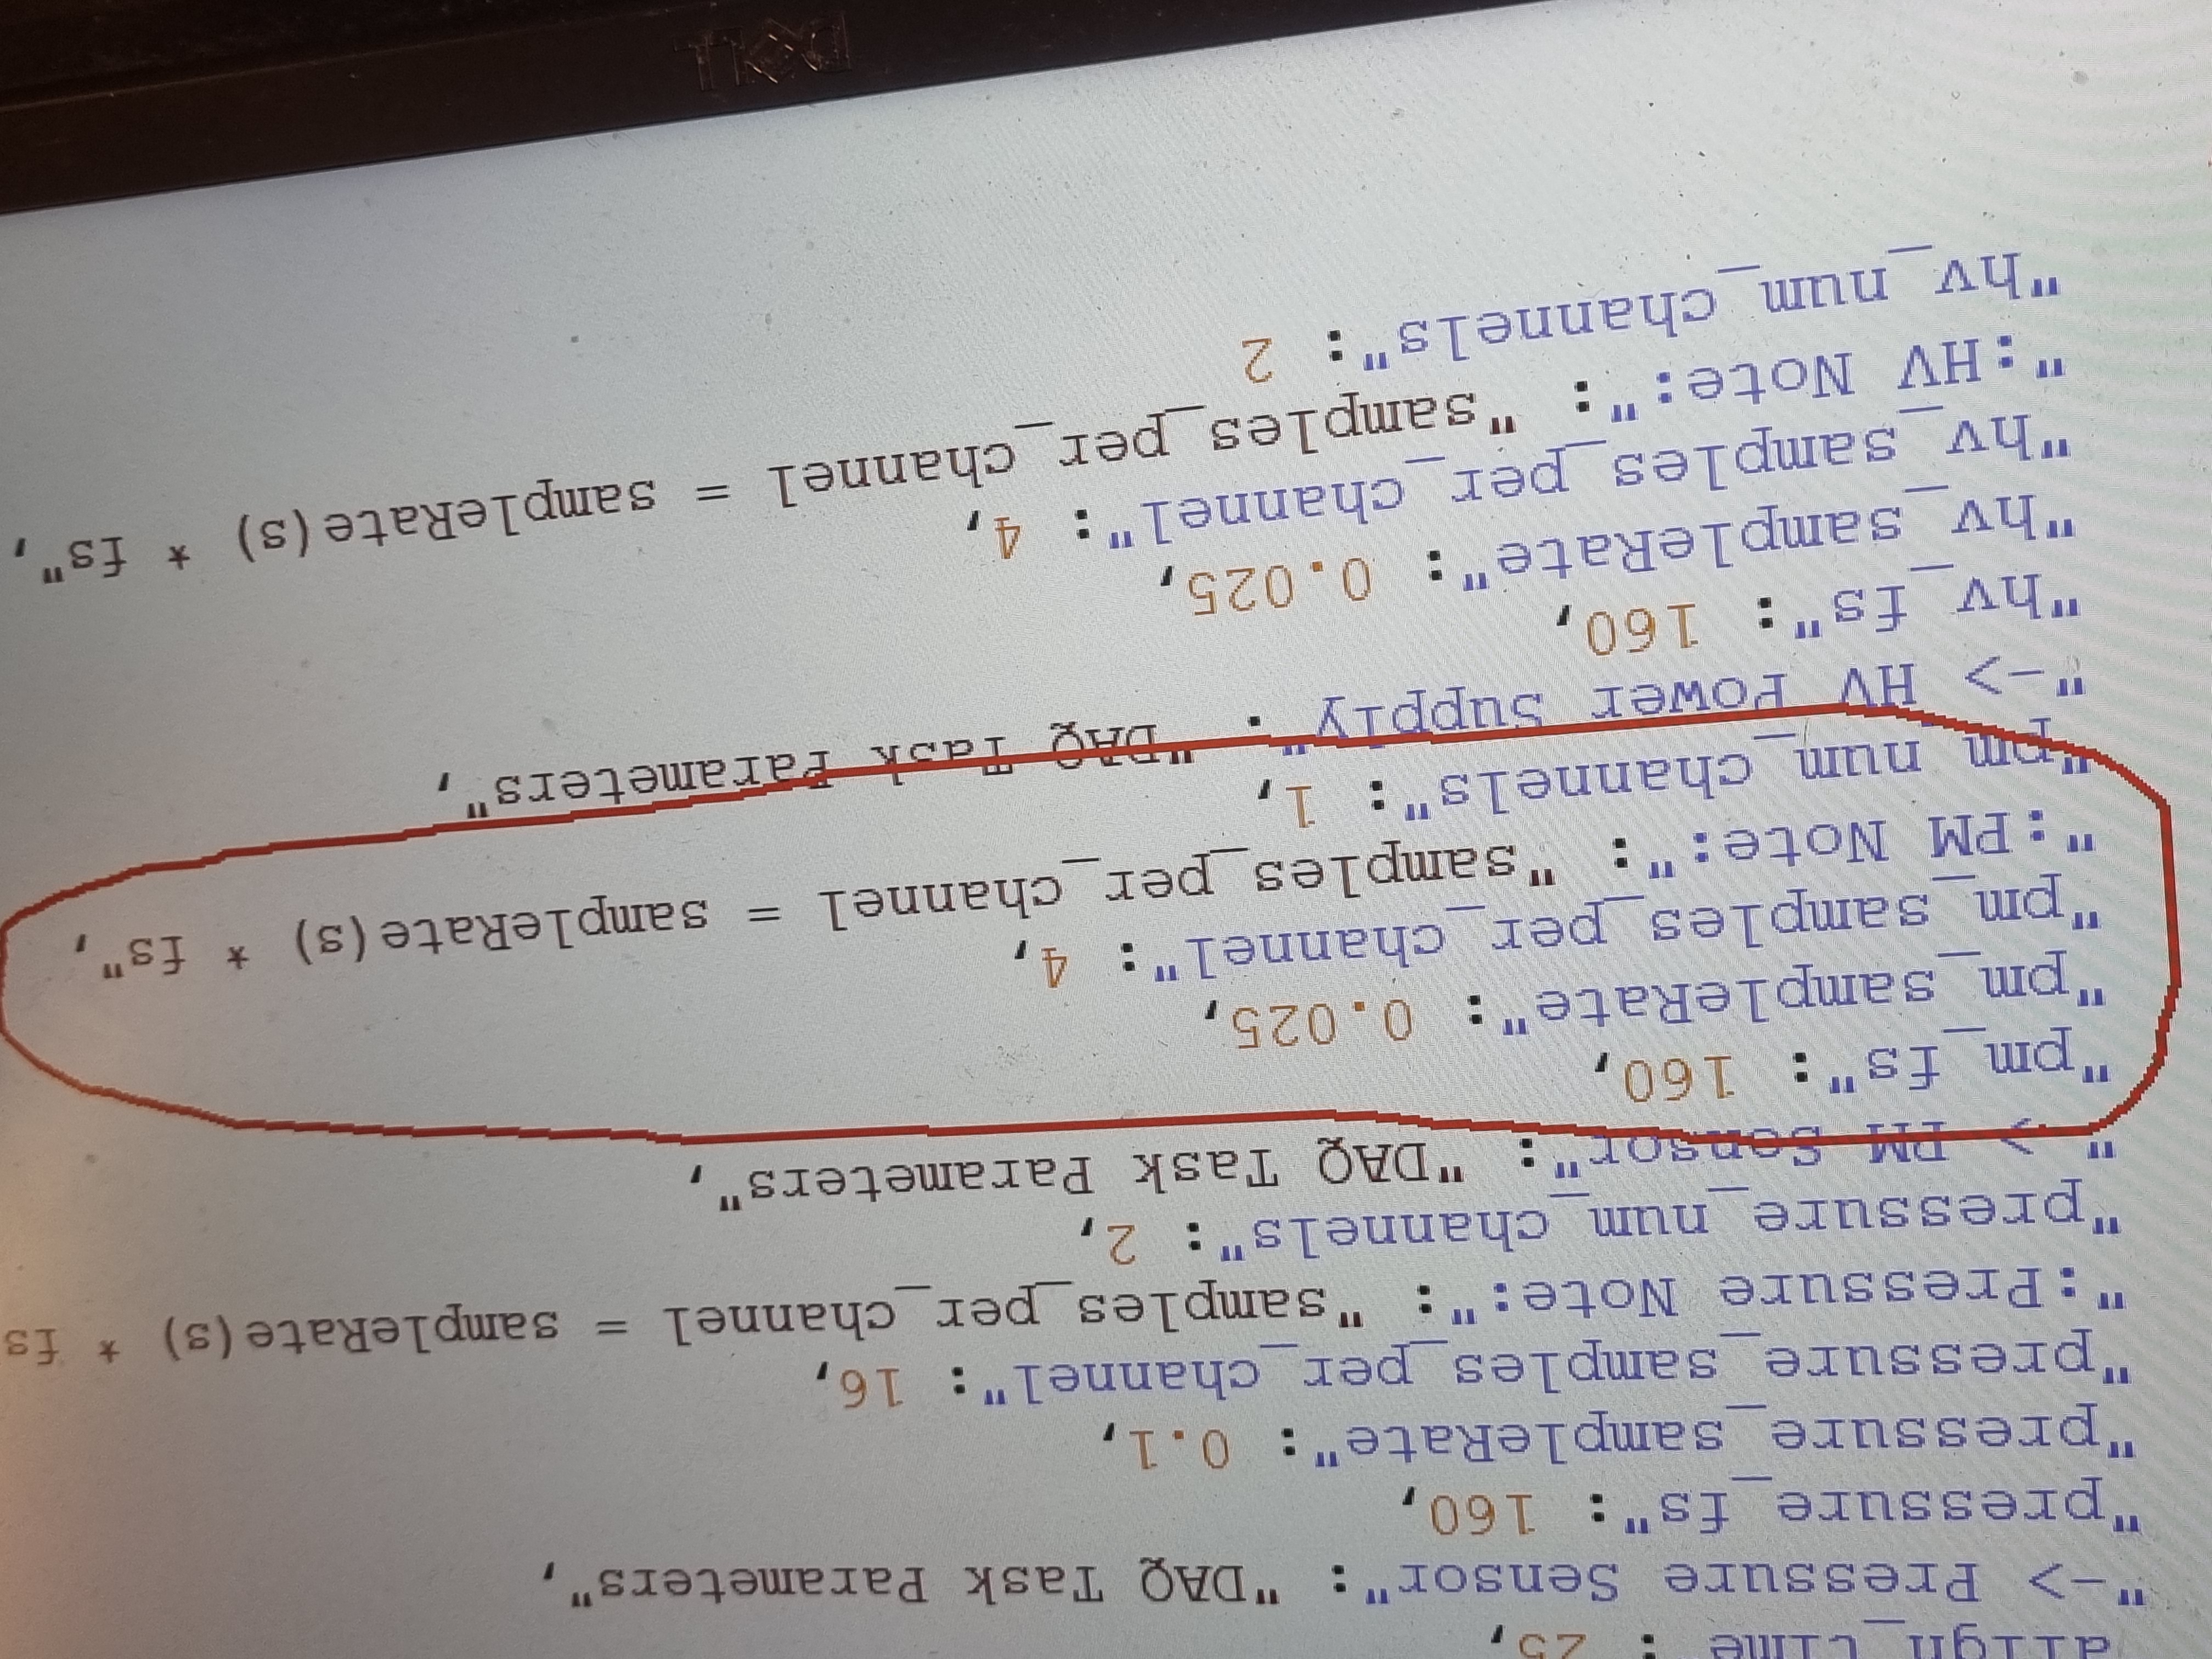 "align_time": 25,
"-> Pressure Sensor": "DAQ Task Parameters",
"pressure_fs": 160,
"pressure_sampleRate": 0.1,
"pressure_samples_per_channel": 16,
":Pressure Note:": "samples_per_channel = sampleRate(s) * fs
"pressure_num_channels": 2,
"-> PM Sensor": "DAQ Task Parameters",
"pm_fs": 160,
"pm_sampleRate": 0.025,
"pm_samples_per_channel": 4,
":PM Note:": "samples_per_channel = sampleRate(s) * fs",
"pm_num_channels": 1,
"-> HV Power Supply": "DAQ Task Parameters",
"hv_fs": 160,
"hv_sampleRate": 0.025,
"hv_samples_per_channel": 4,
":HV Note:": "samples_per_channel = sampleRate(s) * fs",
"hv_num_channels": 2
DELL